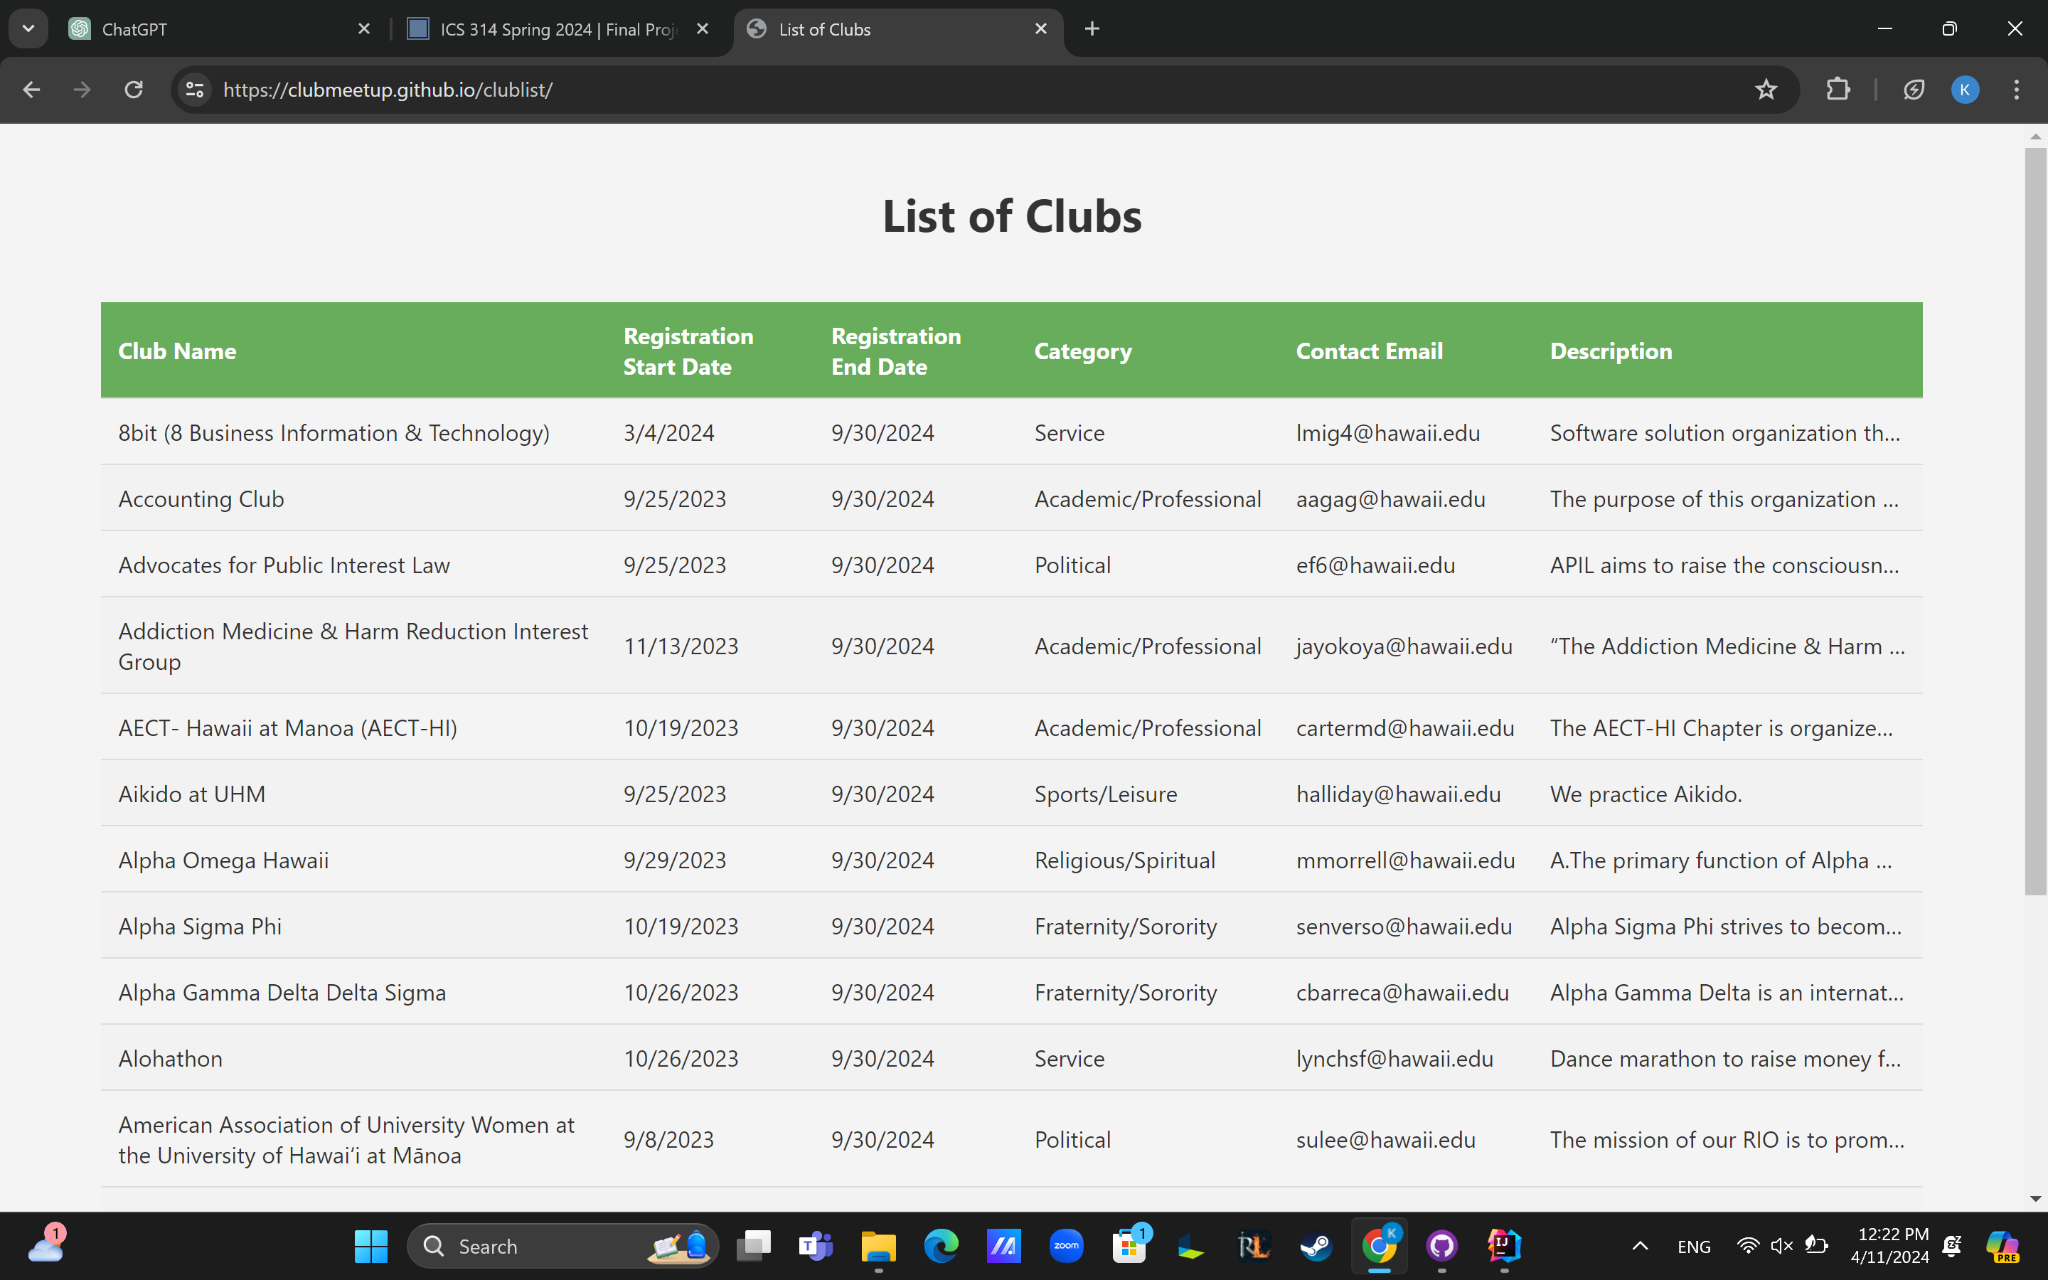 ChatGPT
ICS 314 Spring 2024 | Final Proj
List of Clubs
https://clubmeetup.github.io/clublist/
K
List of Clubs
Club Name Registration Start Date Registration End Date Category Contact Email Description
8bit (8 Business Information & Technology) 3/4/2024 9/30/2024 Service lmig4@hawaii.edu Software solution organization th...
Accounting Club 9/25/2023 9/30/2024 Academic/Professional aagag@hawaii.edu The purpose of this organization ...
Advocates for Public Interest Law 9/25/2023 9/30/2024 Political ef6@hawaii.edu APIL aims to raise the consciousn...
Addiction Medicine & Harm Reduction Interest Group 11/13/2023 9/30/2024 Academic/Professional jayokoya@hawaii.edu “The Addiction Medicine & Harm ...
AECT- Hawaii at Manoa (AECT-HI) 10/19/2023 9/30/2024 Academic/Professional cartermd@hawaii.edu The AECT-HI Chapter is organize...
Aikido at UHM 9/25/2023 9/30/2024 Sports/Leisure halliday@hawaii.edu We practice Aikido.
Alpha Omega Hawaii 9/29/2023 9/30/2024 Religious/Spiritual mmorrell@hawaii.edu A.The primary function of Alpha ...
Alpha Sigma Phi 10/19/2023 9/30/2024 Fraternity/Sorority senverso@hawaii.edu Alpha Sigma Phi strives to becom...
Alpha Gamma Delta Delta Sigma 10/26/2023 9/30/2024 Fraternity/Sorority cbarreca@hawaii.edu Alpha Gamma Delta is an internat...
Alohathon 10/26/2023 9/30/2024 Service lynchsf@hawaii.edu Dance marathon to raise money f...
American Association of University Women at the University of Hawaiʻi at Mānoa 9/8/2023 9/30/2024 Political sulee@hawaii.edu The mission of our RIO is to prom...
1
Search
T
zoom
1
RL
K
IJ
ENG
12:22 PM
4/11/2024
PRE